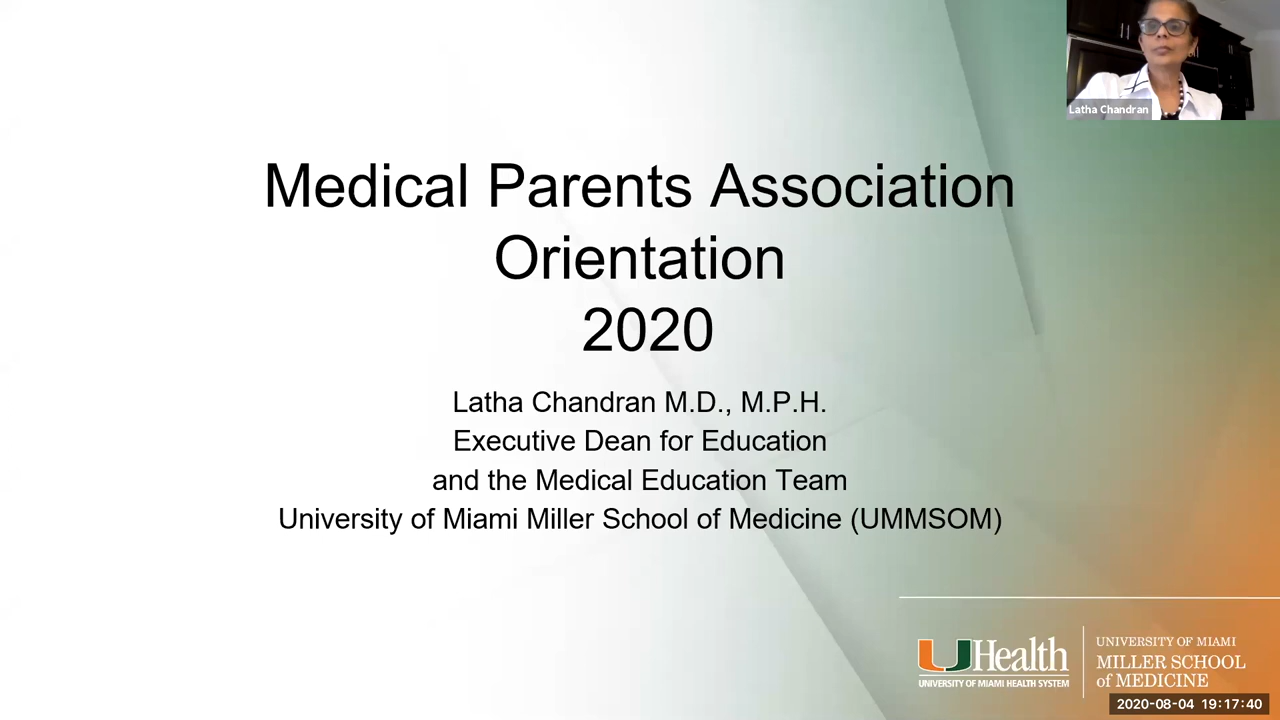 Latha Chandran
Medical Parents Association
Orientation
2020
Latha Chandran M.D., M.P.H.
Executive Dean for Education
and the Medical Education Team
University of Miami Miller School of Medicine (UMMSOM)
UHealth
UNIVERSITY OF MIAMI HEALTH SYSTEM
UNIVERSITY OF MIAMI
MILLER SCHOOL
of MEDICINE
2020-08-04 19:17:40